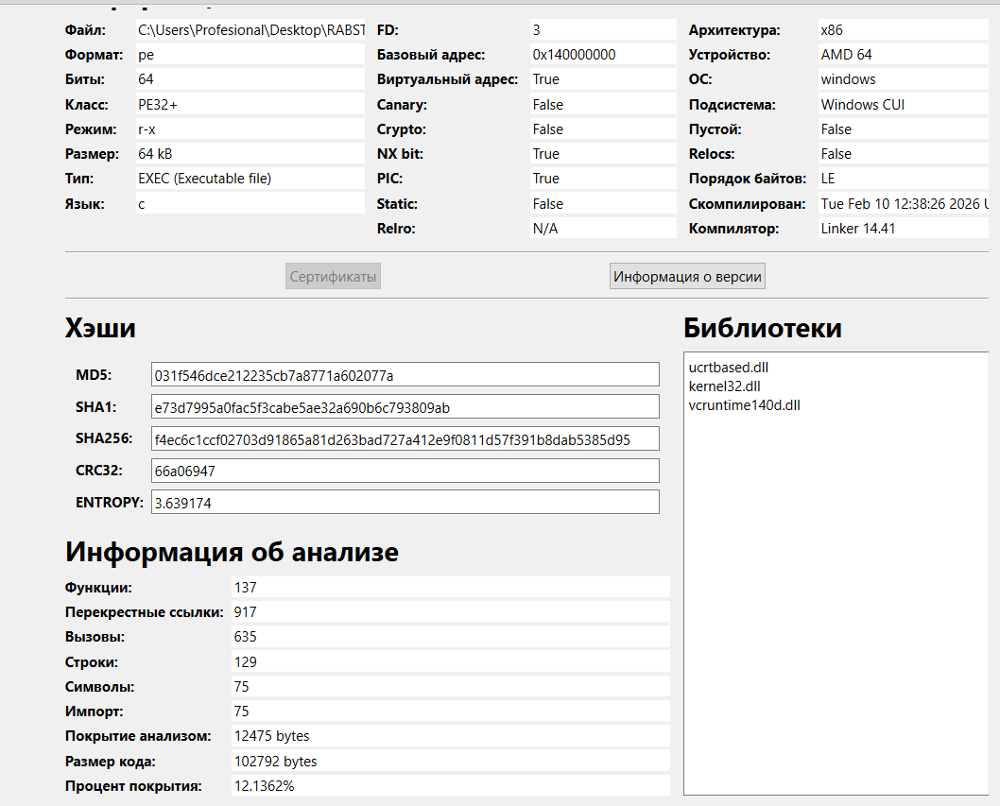 Файл: C:\Users\Profesional\Desktop\RABST FD: 3 Архитектура: x86
Формат: pe Базовый адрес: 0x140000000 Устройство: AMD 64
Биты: 64 Виртуальный адрес: True ОС: windows
Класс: PE32+ Canary: False Подсистема: Windows CUI
Режим: r-x Crypto: False Пустой: False
Размер: 64 kB NX bit: True Relocs: False
Тип: EXEC (Executable file) PIC: True Порядок байтов: LE
Язык: c Static: False Скомпилирован: Tue Feb 10 12:38:26 2026 U
Relro: N/A Компилятор: Linker 14.41
Сертификаты Информация о версии
Хэши
MD5: 031f546dce212235cb7a8771a602077a
SHA1: e73d7995a0fac5f3cabe5ae32a690b6c793809ab
SHA256: f4ec6c1ccf02703d91865a81d263bad727a412e9f0811d57f391b8dab5385d95
CRC32: 66a06947
ENTROPY: 3.639174
Библиотеки
ucrtbased.dll
kernel32.dll
vcruntime140d.dll
Информация об анализе
Функции: 137
Перекрестные ссылки: 917
Вызовы: 635
Строки: 129
Символы: 75
Импорт: 75
Покрытие анализом: 12475 bytes
Размер кода: 102792 bytes
Процент покрытия: 12.1362%